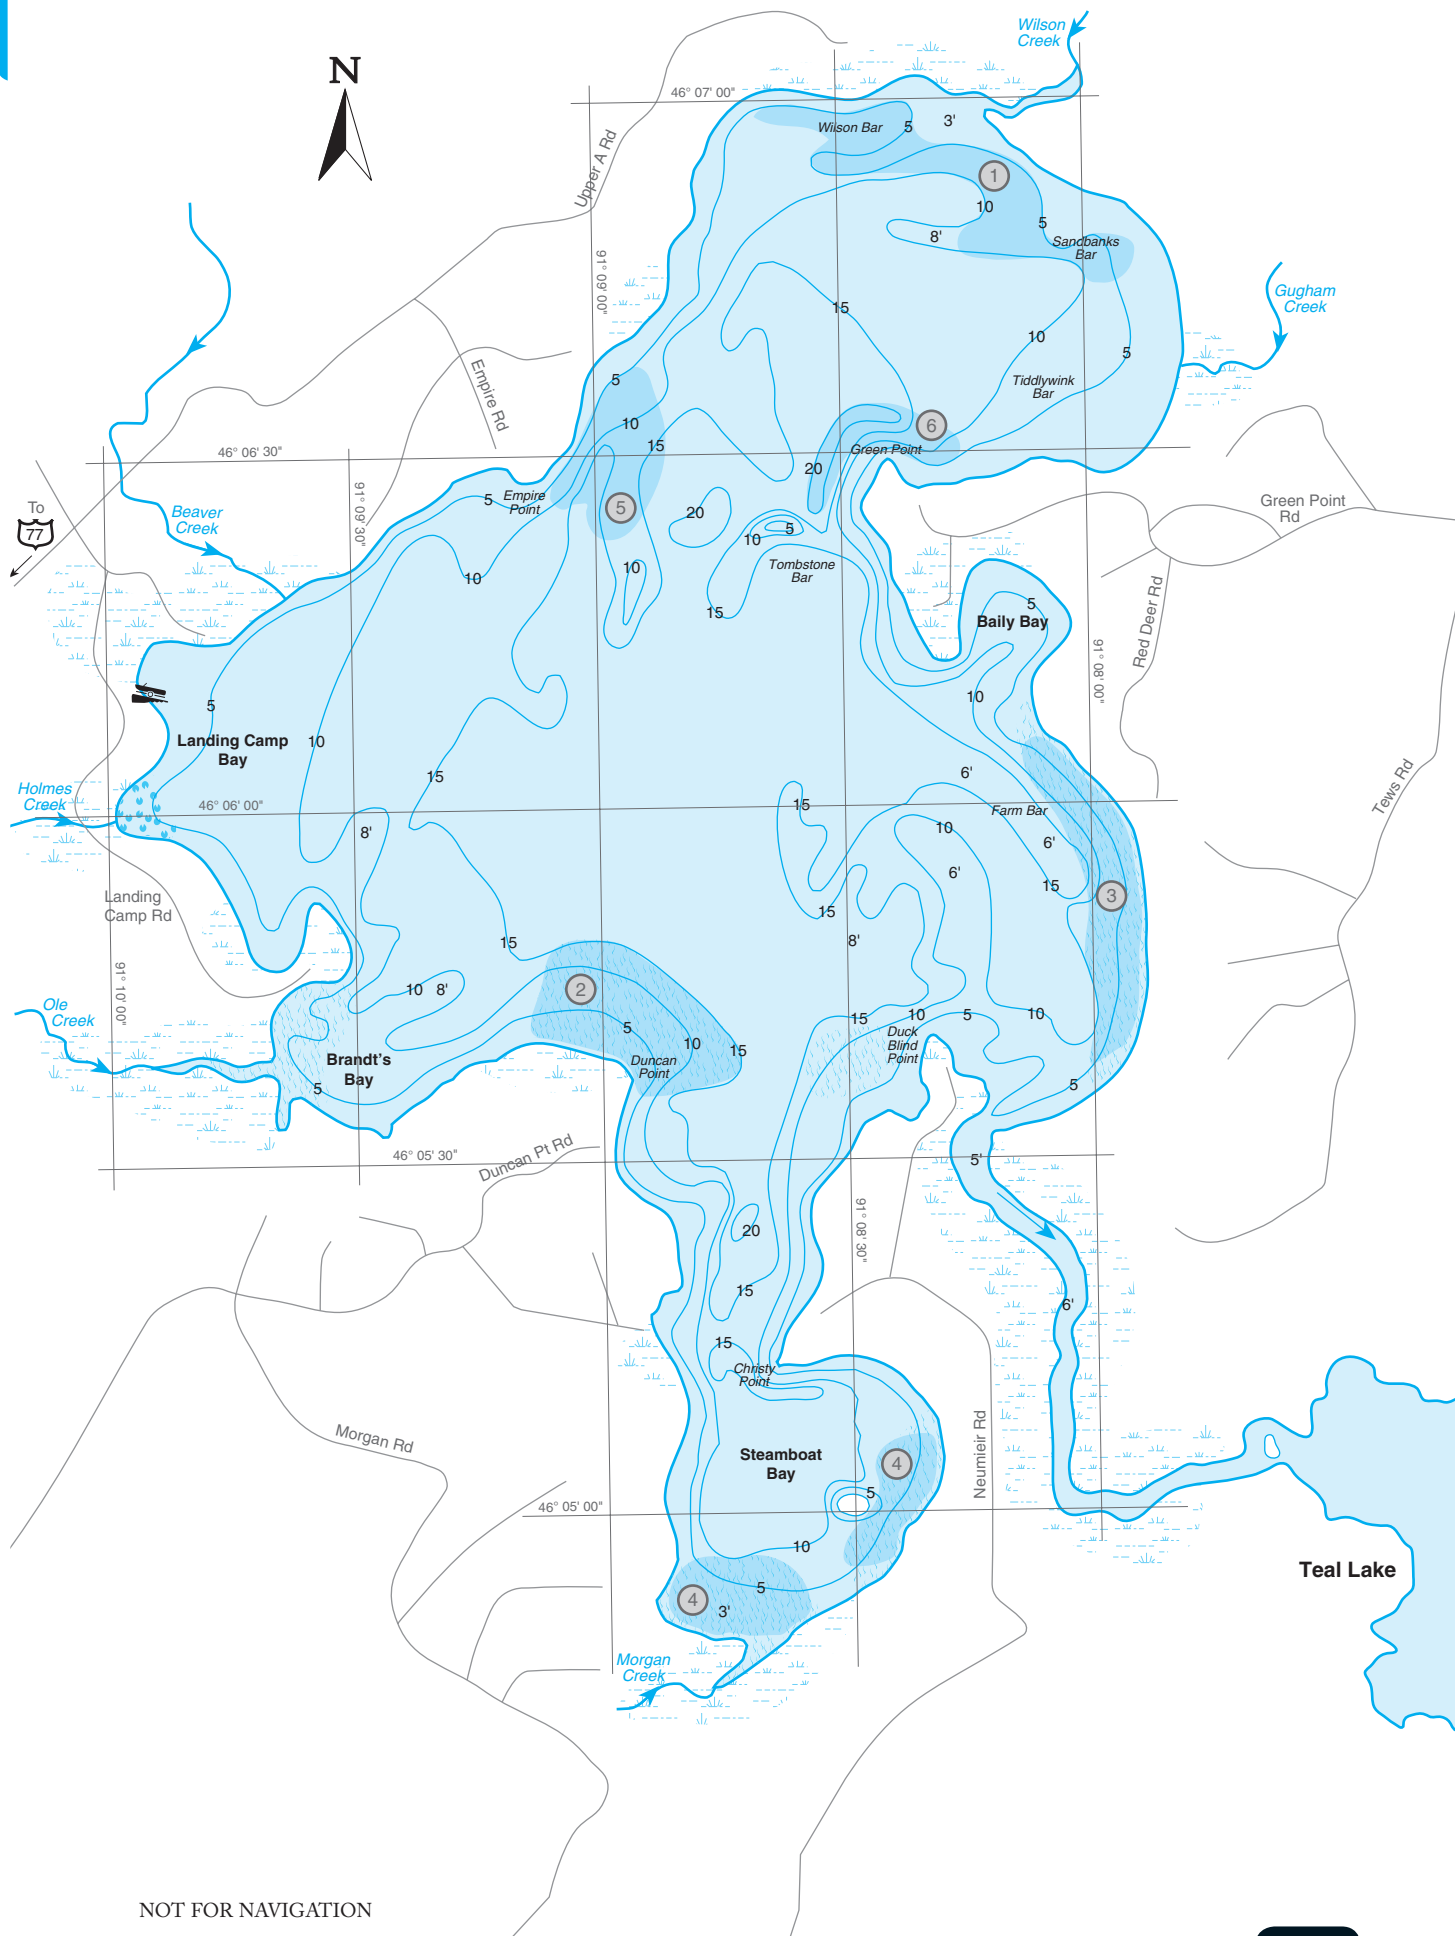 Wilson
Creek
N
46° 07' 00"
Wilson Bar
5
3'
Upper A Rd
1
10
5
8'
Sandbanks
Bar
91° 09' 00"
Gugham
Creek
15
10
5
Empire Rd
5
Tiddlywink
Bar
10
6
15
46° 06' 30"
Green Point
20
91° 09' 30"
5
Empire
Point
5
20
To
77
Beaver
Creek
Green Point
Rd
5
10
10
10
Tombstone
Bar
15
5
Baily Bay
Red Deer Rd
91° 08' 00"
10
5
Landing Camp
Bay
10
15
6'
Holmes
Creek
46° 06' 00"
15
Farm Bar
Tews Rd
8'
10
6'
6'
15
3
Landing
Camp Rd
15
15
8'
91° 10' 00"
2
10
8'
Ole
Creek
5
15
10
5
10
Duck
Blind
Point
10
15
Duncan
Point
Brandt's
Bay
5
5
46° 05' 30"
Duncan Pt Rd
5'
20
91° 08' 30"
15
6'
15
Christy
Point
Morgan Rd
Neumieir Rd
Steamboat
Bay
4
5
46° 05' 00"
10
Teal Lake
5
4
3'
Morgan
Creek
NOT FOR NAVIGATION